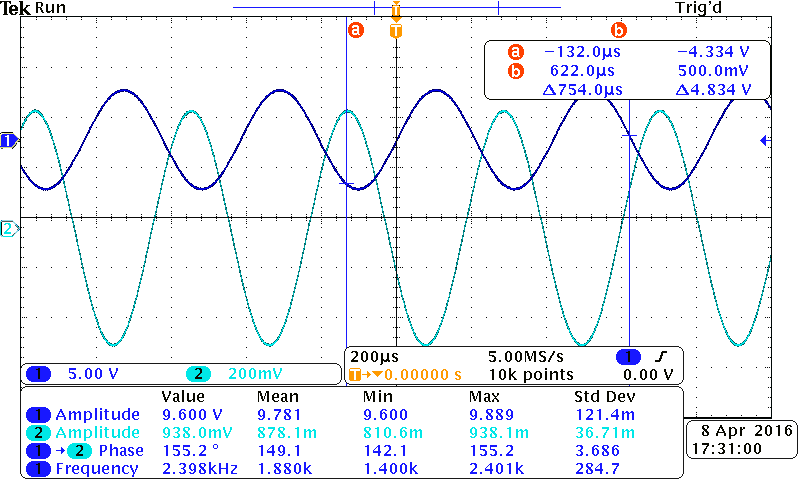 Tek Run Trig'd
T
a T b
a −132.0µs −4.334 V
b 622.0µs 500.0mV
Δ754.0µs Δ4.834 V
1
2
1 5.00 V 2 200mV
200µs 5.00MS/s 1
T→▼0.00000 s 10k points 0.00 V
Value Mean Min Max Std Dev
1 Amplitude 9.600 V 9.781 9.600 9.889 121.4m
2 Amplitude 938.0mV 878.1m 810.6m 938.1m 36.71m
1 → 2 Phase 155.2 ° 149.1 142.1 155.2 3.686
1 Frequency 2.398kHz 1.880k 1.400k 2.401k 284.7
8 Apr 2016
17:31:00